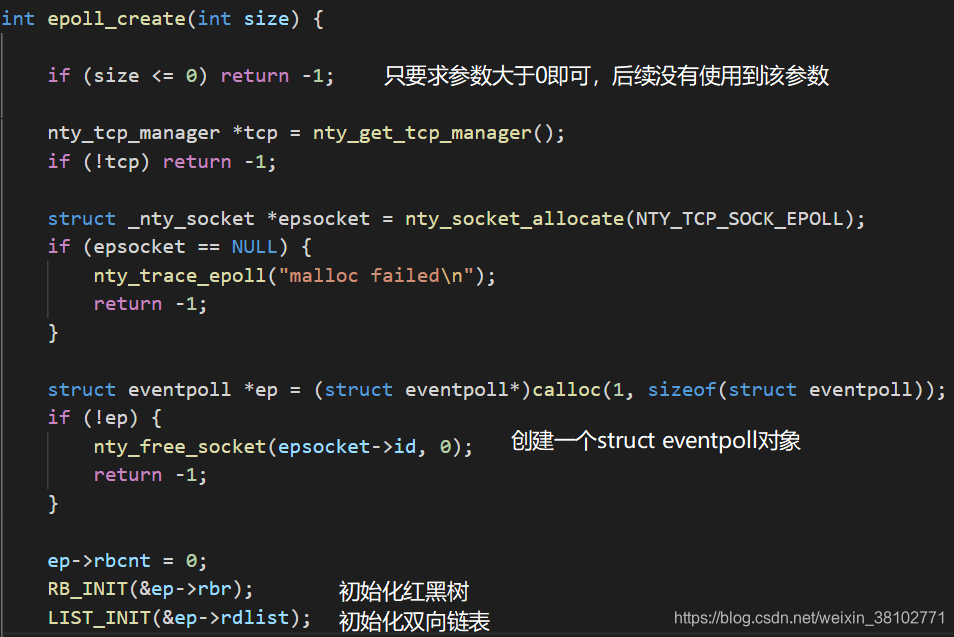 int epoll_create(int size) {
if (size <= 0) return -1; 只要求参数大于0即可，后续没有使用到该参数
nty_tcp_manager *tcp = nty_get_tcp_manager();
if (!tcp) return -1;
struct _nty_socket *epsocket = nty_socket_allocate(NTY_TCP_SOCK_EPOLL);
if (epsocket == NULL) {
nty_trace_epoll("malloc failed\n");
return -1;
}
struct eventpoll *ep = (struct eventpoll*)calloc(1, sizeof(struct eventpoll));
if (!ep) {
nty_free_socket(epsocket->id, 0); 创建一个struct eventpoll对象
return -1;
}
ep->rbcnt = 0;
RB_INIT(&ep->rbr); 初始化红黑树
LIST_INIT(&ep->rdlist); 初始化双向链表
https://blog.csdn.net/weixin_38102771